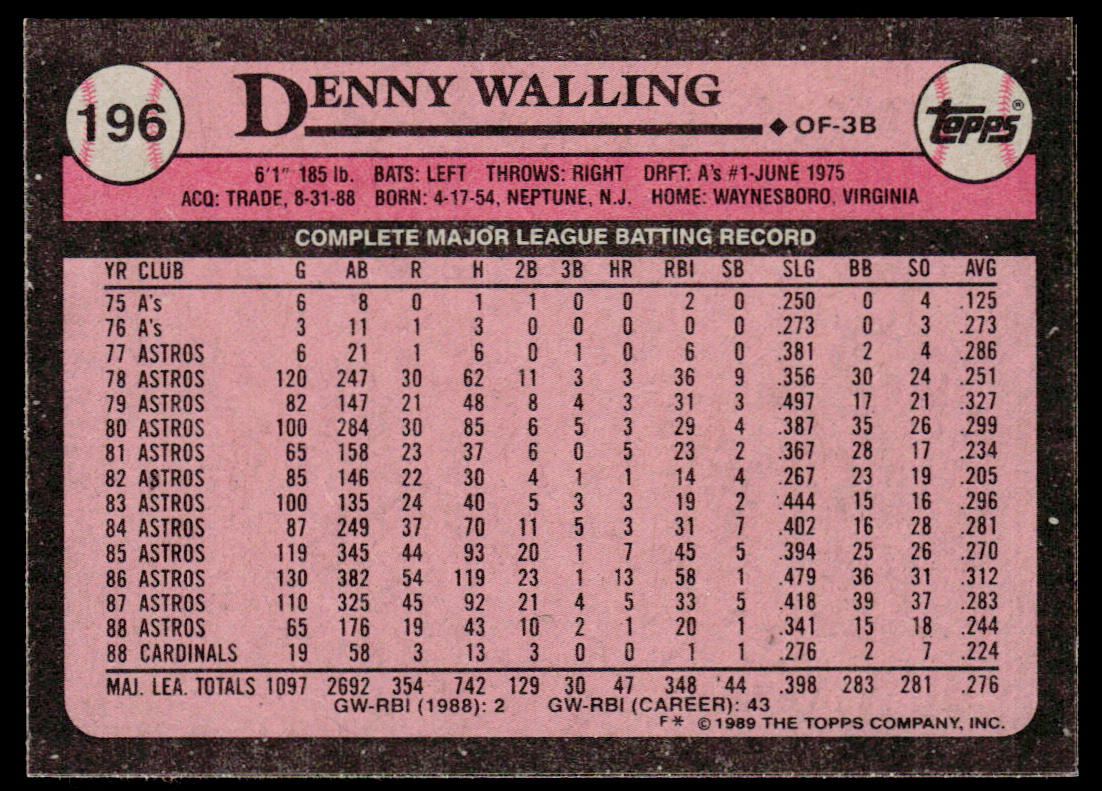 196
DENNY WALLING
◆ OF-3B
TOPPS®
6'1" 185 lb. BATS: LEFT THROWS: RIGHT DRFT: A's #1-JUNE 1975
ACQ: TRADE, 8-31-88 BORN: 4-17-54, NEPTUNE, N.J. HOME: WAYNESBORO, VIRGINIA
COMPLETE MAJOR LEAGUE BATTING RECORD
YR CLUB G AB R H 2B 3B HR RBI SB SLG BB SO AVG
75 A's 6 8 0 1 1 0 0 2 0 .250 0 4 .125
76 A's 3 11 1 3 0 0 0 0 0 .273 0 3 .273
77 ASTROS 6 21 1 6 0 1 0 6 0 .381 2 4 .286
78 ASTROS 120 247 30 62 11 3 3 36 9 .356 30 24 .251
79 ASTROS 82 147 21 48 8 4 3 31 3 .497 17 21 .327
80 ASTROS 100 284 30 85 6 5 3 29 4 .387 35 26 .299
81 ASTROS 65 158 23 37 6 0 5 23 2 .367 28 17 .234
82 ASTROS 85 146 22 30 4 1 1 14 4 .267 23 19 .205
83 ASTROS 100 135 24 40 5 3 3 19 2 .444 15 16 .296
84 ASTROS 87 249 37 70 11 5 3 31 7 .402 16 28 .281
85 ASTROS 119 345 44 93 20 1 7 45 5 .394 25 26 .270
86 ASTROS 130 382 54 119 23 1 13 58 1 .479 36 31 .312
87 ASTROS 110 325 45 92 21 4 5 33 5 .418 39 37 .283
88 ASTROS 65 176 19 43 10 2 1 20 1 .341 15 18 .244
88 CARDINALS 19 58 3 13 3 0 0 1 1 .276 2 7 .224
MAJ. LEA. TOTALS 1097 2692 354 742 129 30 47 348 44 .398 283 281 .276
GW-RBI (1988): 2 GW-RBI (CAREER): 43
F* ©1989 THE TOPPS COMPANY, INC.